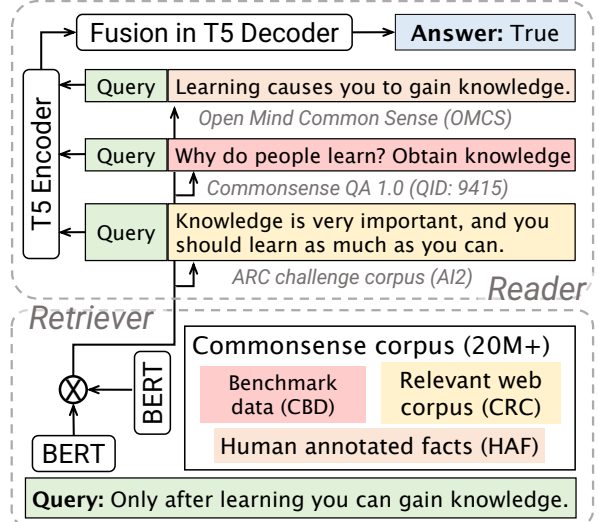 Fusion in T5 Decoder
Answer: True
T5 Encoder
Query
Learning causes you to gain knowledge.
Open Mind Common Sense (OMCS)
Query
Why do people learn? Obtain knowledge
Commonsense QA 1.0 (QID: 9415)
Query
Knowledge is very important, and you
should learn as much as you can.
ARC challenge corpus (AI2)
Reader
Retriever
Commonsense corpus (20M+)
Benchmark
data (CBD)
Relevant web
corpus (CRC)
Human annotated facts (HAF)
BERT
BERT
Query: Only after learning you can gain knowledge.